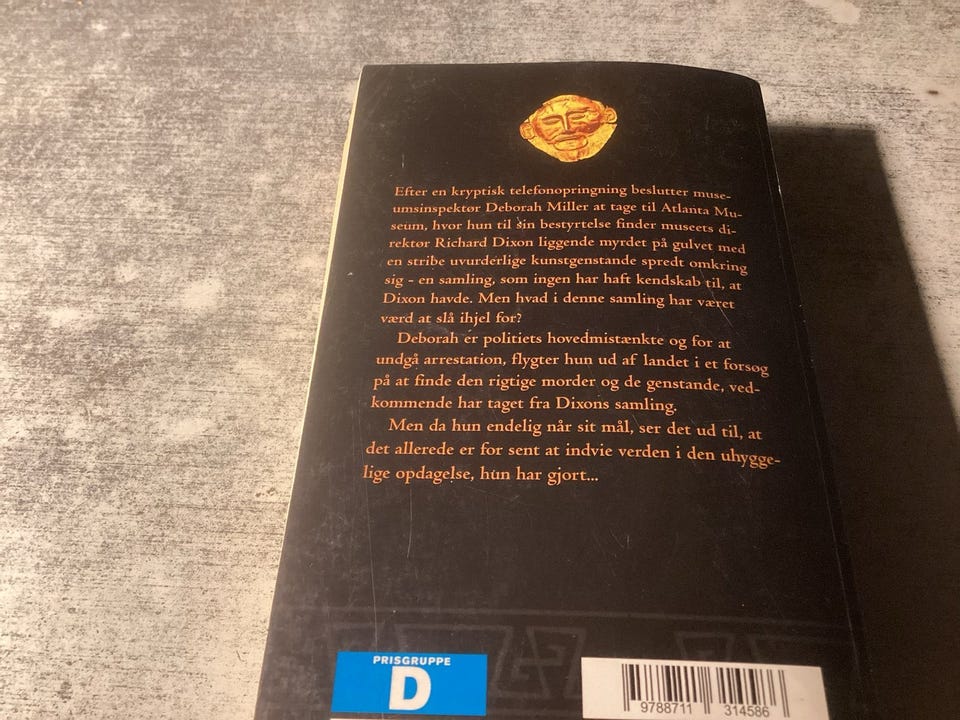 Efter en kryptisk telefonopringning beslutter muse-
umsinspektør Deborah Miller at tage til Atlanta Mu-
seum, hvor hun til sin bestyrtelse finder museets di-
rektør Richard Dixon liggende myrdet på gulvet med
en stribe uvurderlige kunstgenstande spredt omkring
sig - en samling, som ingen har haft kendskab til, at
Dixon havde. Men hvad i denne samling har været
værd at slå ihjel for?
Deborah er politiets hovedmistænkte og for at
undgå arrestation, flygter hun ud af landet i et forsøg
på at finde den rigtige morder og de genstande, ved-
kommende har taget fra Dixons samling.
Men da hun endelig når sit mål, ser det ud til, at
det allerede er for sent at indvie verden i den uhygge-
lige opdagelse, hun har gjort...
PRISGRUPPE
D
9788711 314586